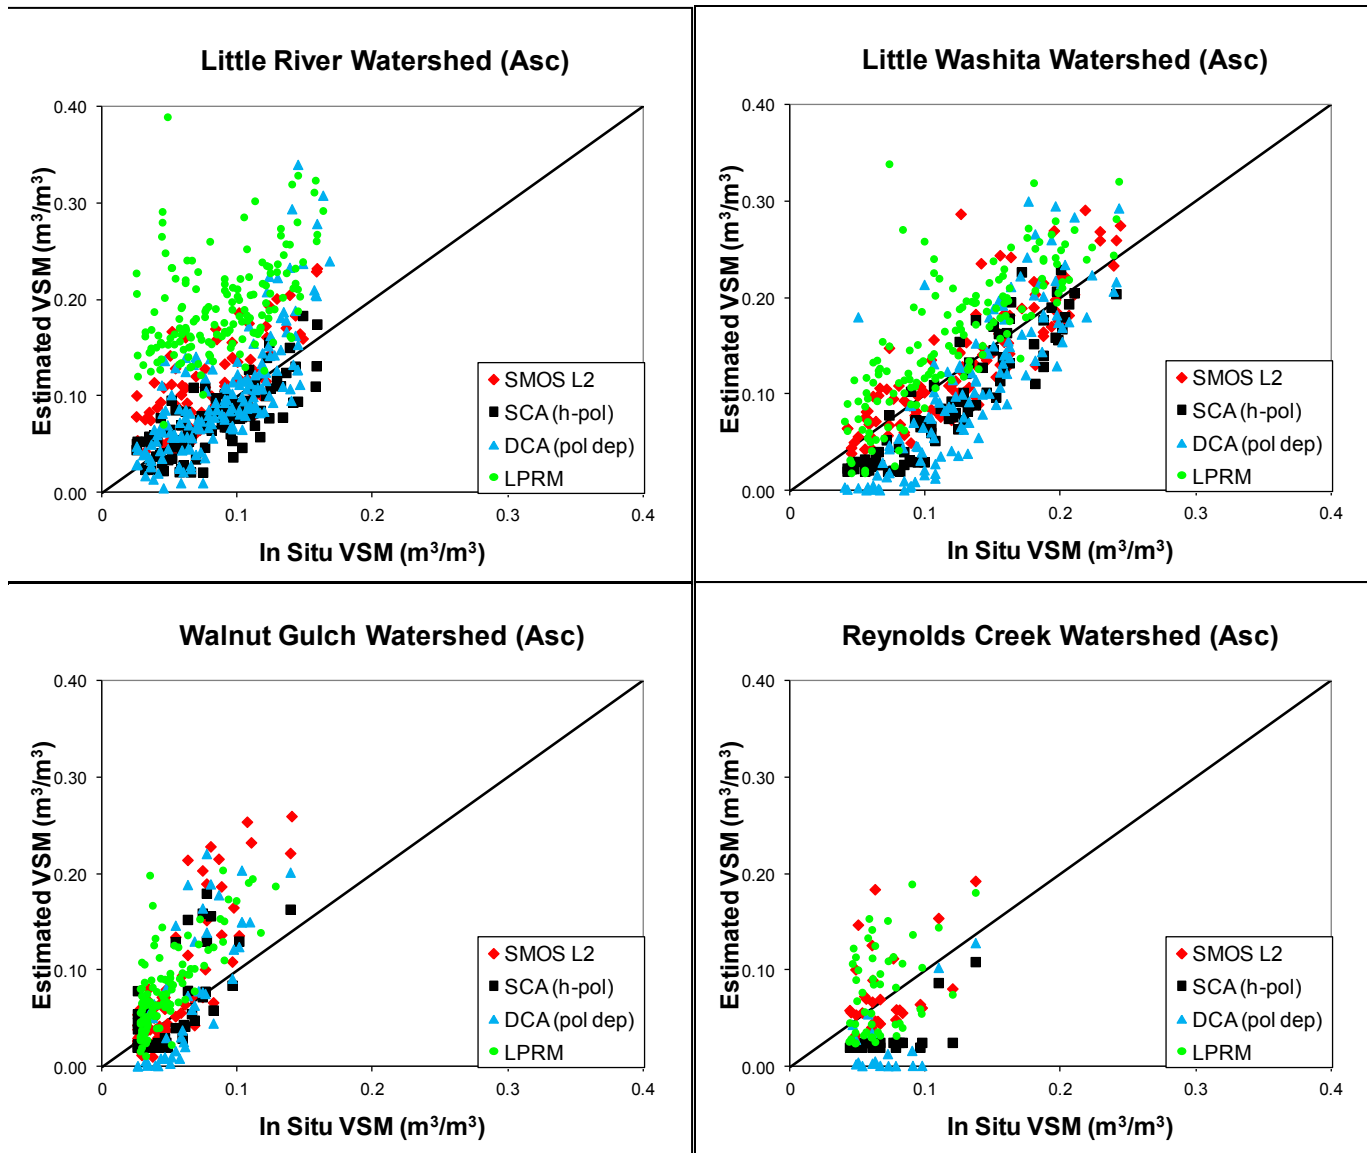 Little River Watershed (Asc)
Estimated VSM (m³/m³)
0.40
0.30
0.20
0.10
0.00
SMOS L2
SCA (h-pol)
DCA (pol dep)
LPRM
0
0.1
0.2
0.3
0.4
In Situ VSM (m³/m³)
Little Washita Watershed (Asc)
Estimated VSM (m³/m³)
0.40
0.30
0.20
0.10
0.00
SMOS L2
SCA (h-pol)
DCA (pol dep)
LPRM
0
0.1
0.2
0.3
0.4
In Situ VSM (m³/m³)
Walnut Gulch Watershed (Asc)
Estimated VSM (m³/m³)
0.40
0.30
0.20
0.10
0.00
SMOS L2
SCA (h-pol)
DCA (pol dep)
LPRM
0
0.1
0.2
0.3
0.4
In Situ VSM (m³/m³)
Reynolds Creek Watershed (Asc)
Estimated VSM (m³/m³)
0.40
0.30
0.20
0.10
0.00
SMOS L2
SCA (h-pol)
DCA (pol dep)
LPRM
0
0.1
0.2
0.3
0.4
In Situ VSM (m³/m³)